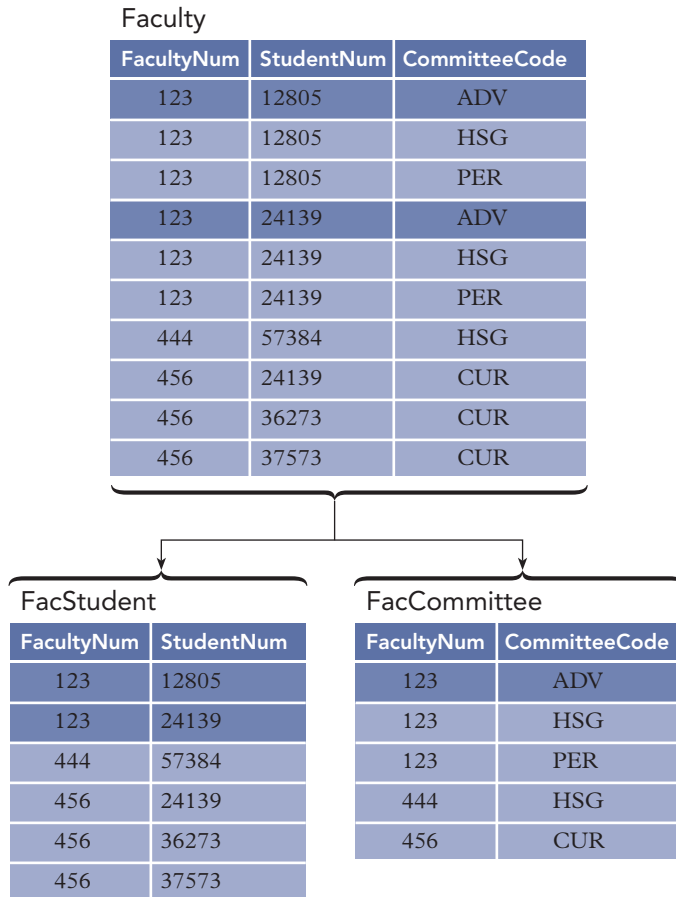 Faculty
FacultyNum StudentNum CommitteeCode
123 12805 ADV
123 12805 HSG
123 12805 PER
123 24139 ADV
123 24139 HSG
123 24139 PER
444 57384 HSG
456 24139 CUR
456 36273 CUR
456 37573 CUR
FacStudent
FacultyNum StudentNum
123 12805
123 24139
444 57384
456 24139
456 36273
456 37573
FacCommittee
FacultyNum CommitteeCode
123 ADV
123 HSG
123 PER
444 HSG
456 CUR